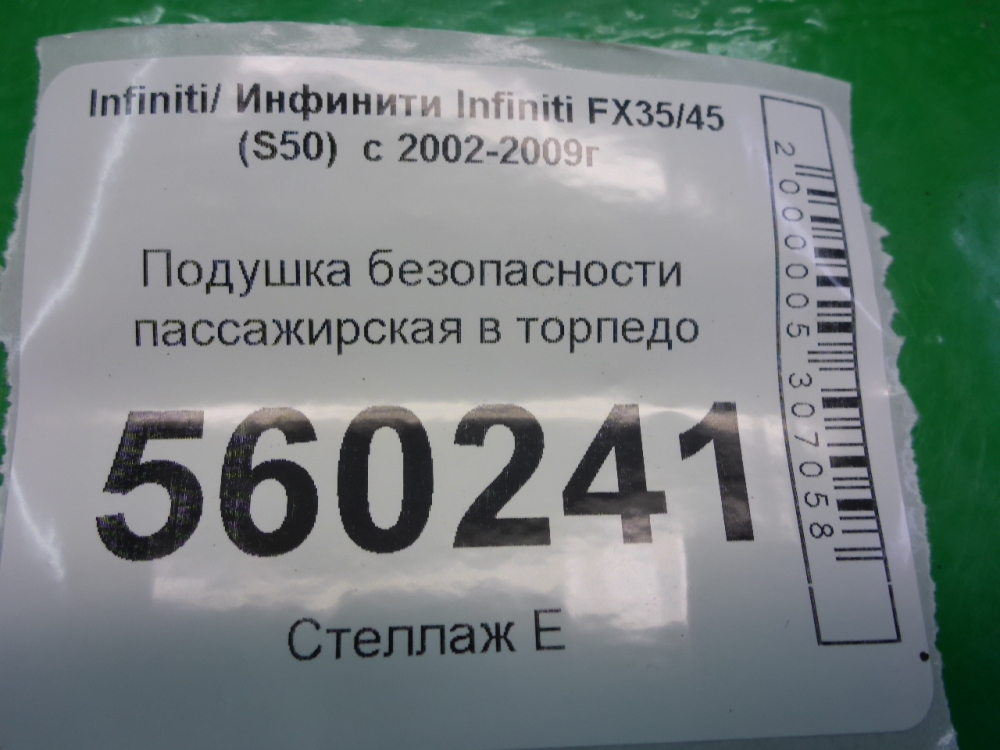 Infiniti/ Инфинити Infiniti FX35/45
(S50) с 2002-2009г
Подушка безопасности
пассажирская в торпедо
560241
Стеллаж Е
2000005307058